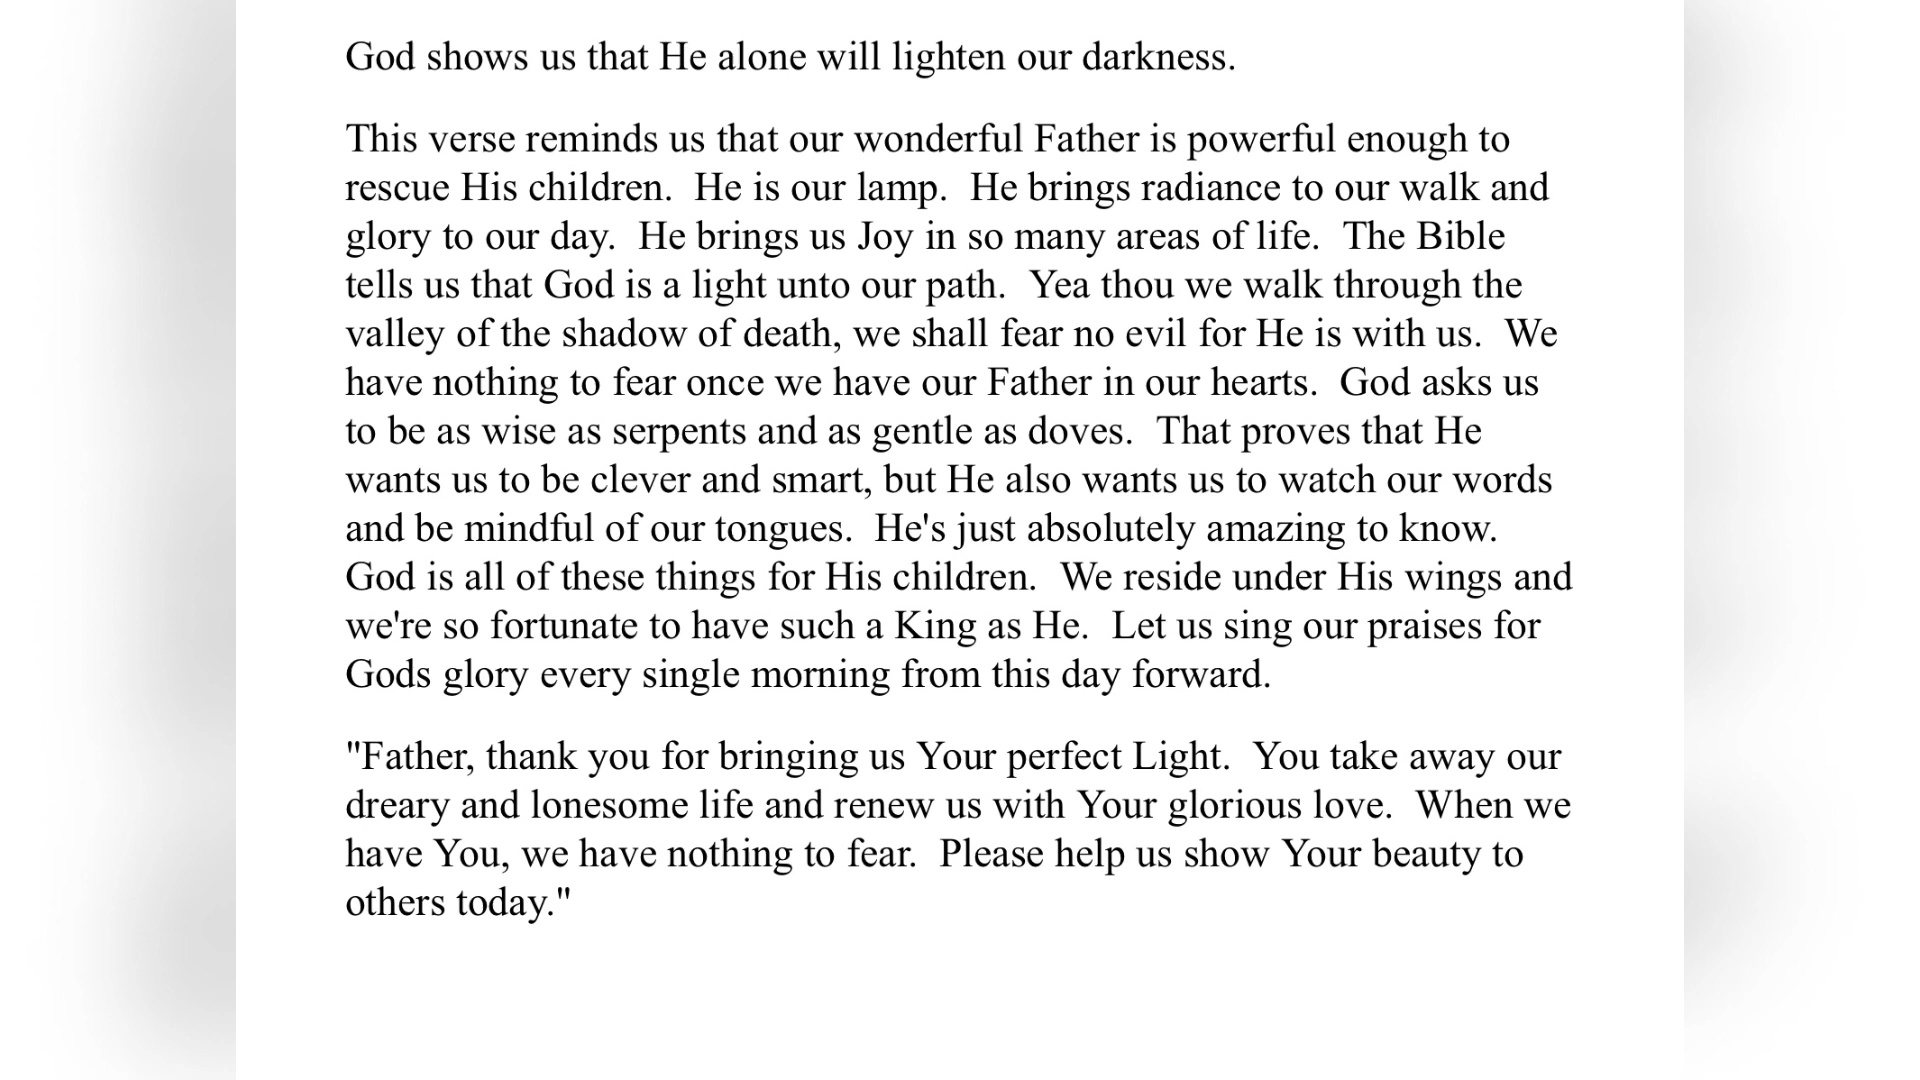 God shows us that He alone will lighten our darkness.
This verse reminds us that our wonderful Father is powerful enough to
rescue His children.  He is our lamp.  He brings radiance to our walk and
glory to our day.  He brings us Joy in so many areas of life.  The Bible
tells us that God is a light unto our path.  Yea thou we walk through the
valley of the shadow of death, we shall fear no evil for He is with us.  We
have nothing to fear once we have our Father in our hearts.  God asks us
to be as wise as serpents and as gentle as doves.  That proves that He
wants us to be clever and smart, but He also wants us to watch our words
and be mindful of our tongues.  He's just absolutely amazing to know.
God is all of these things for His children.  We reside under His wings and
we're so fortunate to have such a King as He.  Let us sing our praises for
Gods glory every single morning from this day forward.
"Father, thank you for bringing us Your perfect Light.  You take away our
dreary and lonesome life and renew us with Your glorious love.  When we
have You, we have nothing to fear.  Please help us show Your beauty to
others today."